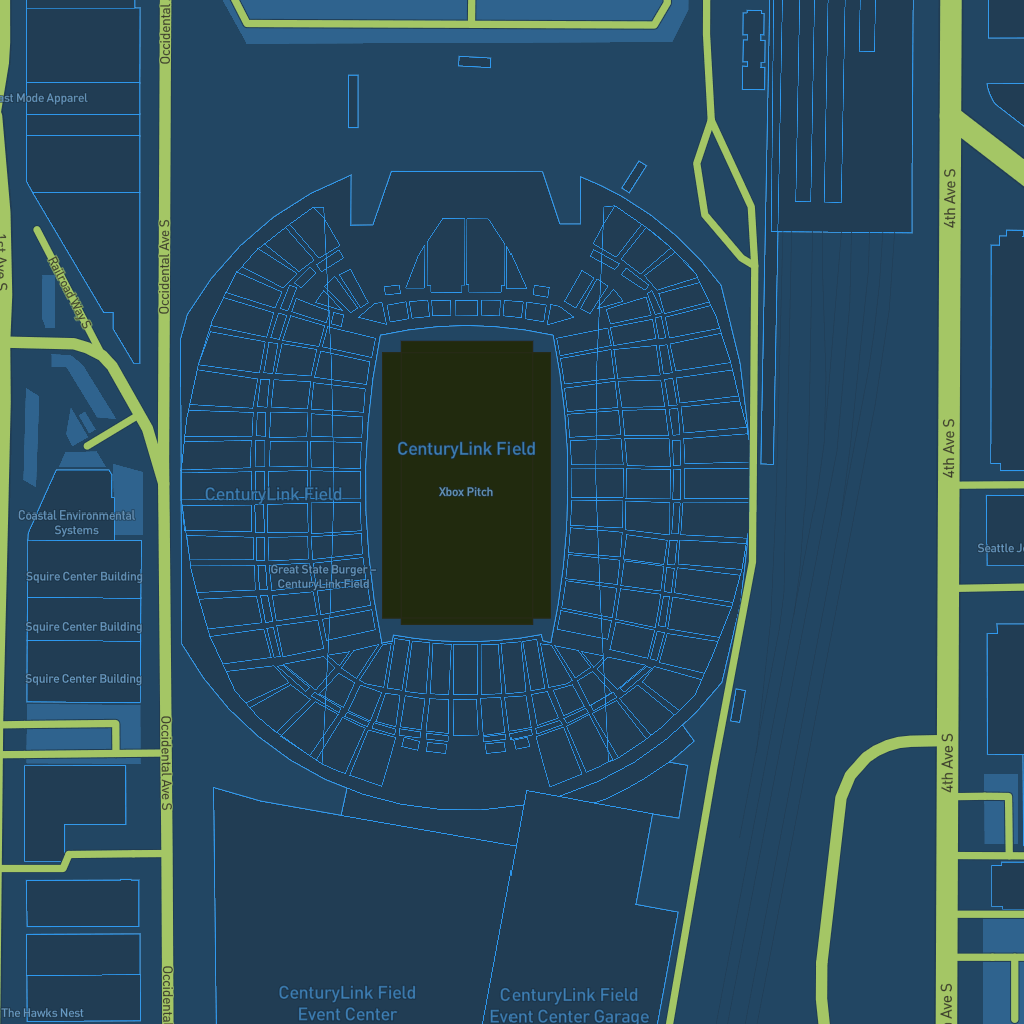 Occidental
ast Mode Apparel
4th Ave S
Occidental Ave S
1st Ave S
Railroad Way S
CenturyLink Field
4th Ave S
Xbox Pitch
CenturyLink Field
Coastal Environmental
Systems
Seattle
Great State Burger –
CenturyLink Field
Squire Center Building
Squire Center Building
Squire Center Building
Occidental Ave S
4th Ave S
CenturyLink Field
Event Center
CenturyLink Field
Event Center Garage
Occidenta
Ave S
The Hawks Nest